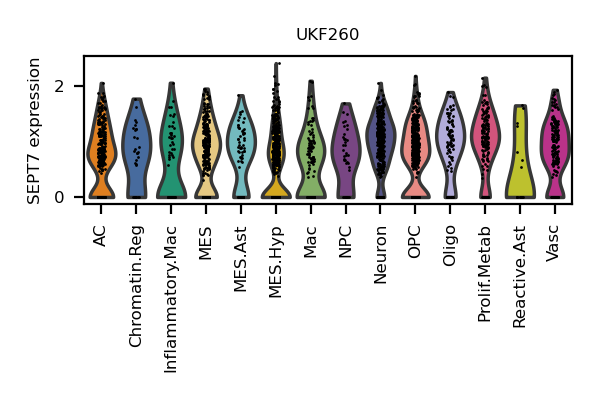 UKF260
SEPT7 expression
2
0
AC
Chromatin.Reg
Inflammatory.Mac
MES
MES.Ast
MES.Hyp
Mac
NPC
Neuron
OPC
Oligo
Prolif.Metab
Reactive.Ast
Vasc